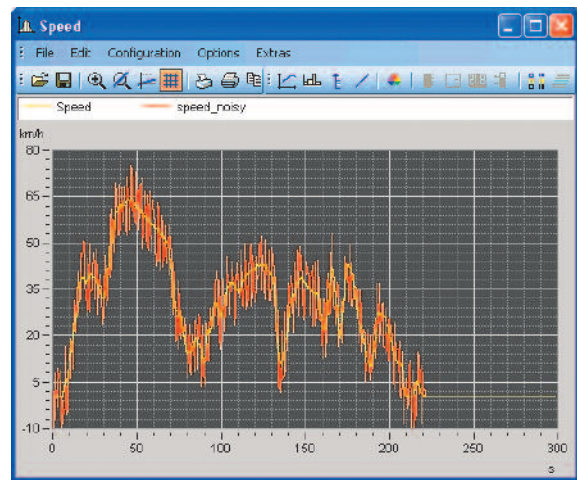 Speed
File Edit Configuration Options Extras
Speed speed_noisy
km/h
80
65
50
35
20
5
-10
0 50 100 150 200 250 300
s